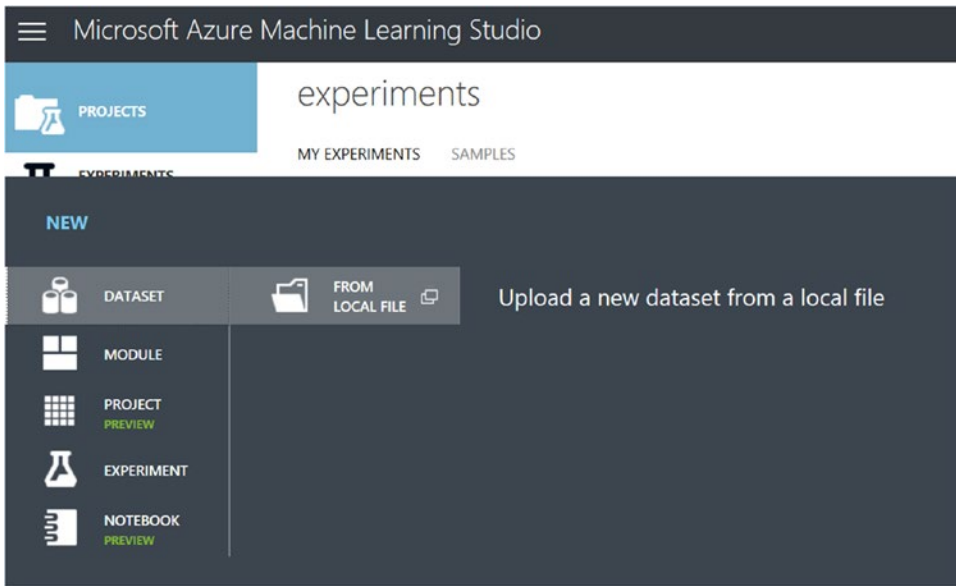 Microsoft Azure Machine Learning Studio
PROJECTS
experiments
MY EXPERIMENTS SAMPLES
EXPERIMENTS
NEW
DATASET
FROM
LOCAL FILE
Upload a new dataset from a local file
MODULE
PROJECT
PREVIEW
EXPERIMENT
NOTEBOOK
PREVIEW